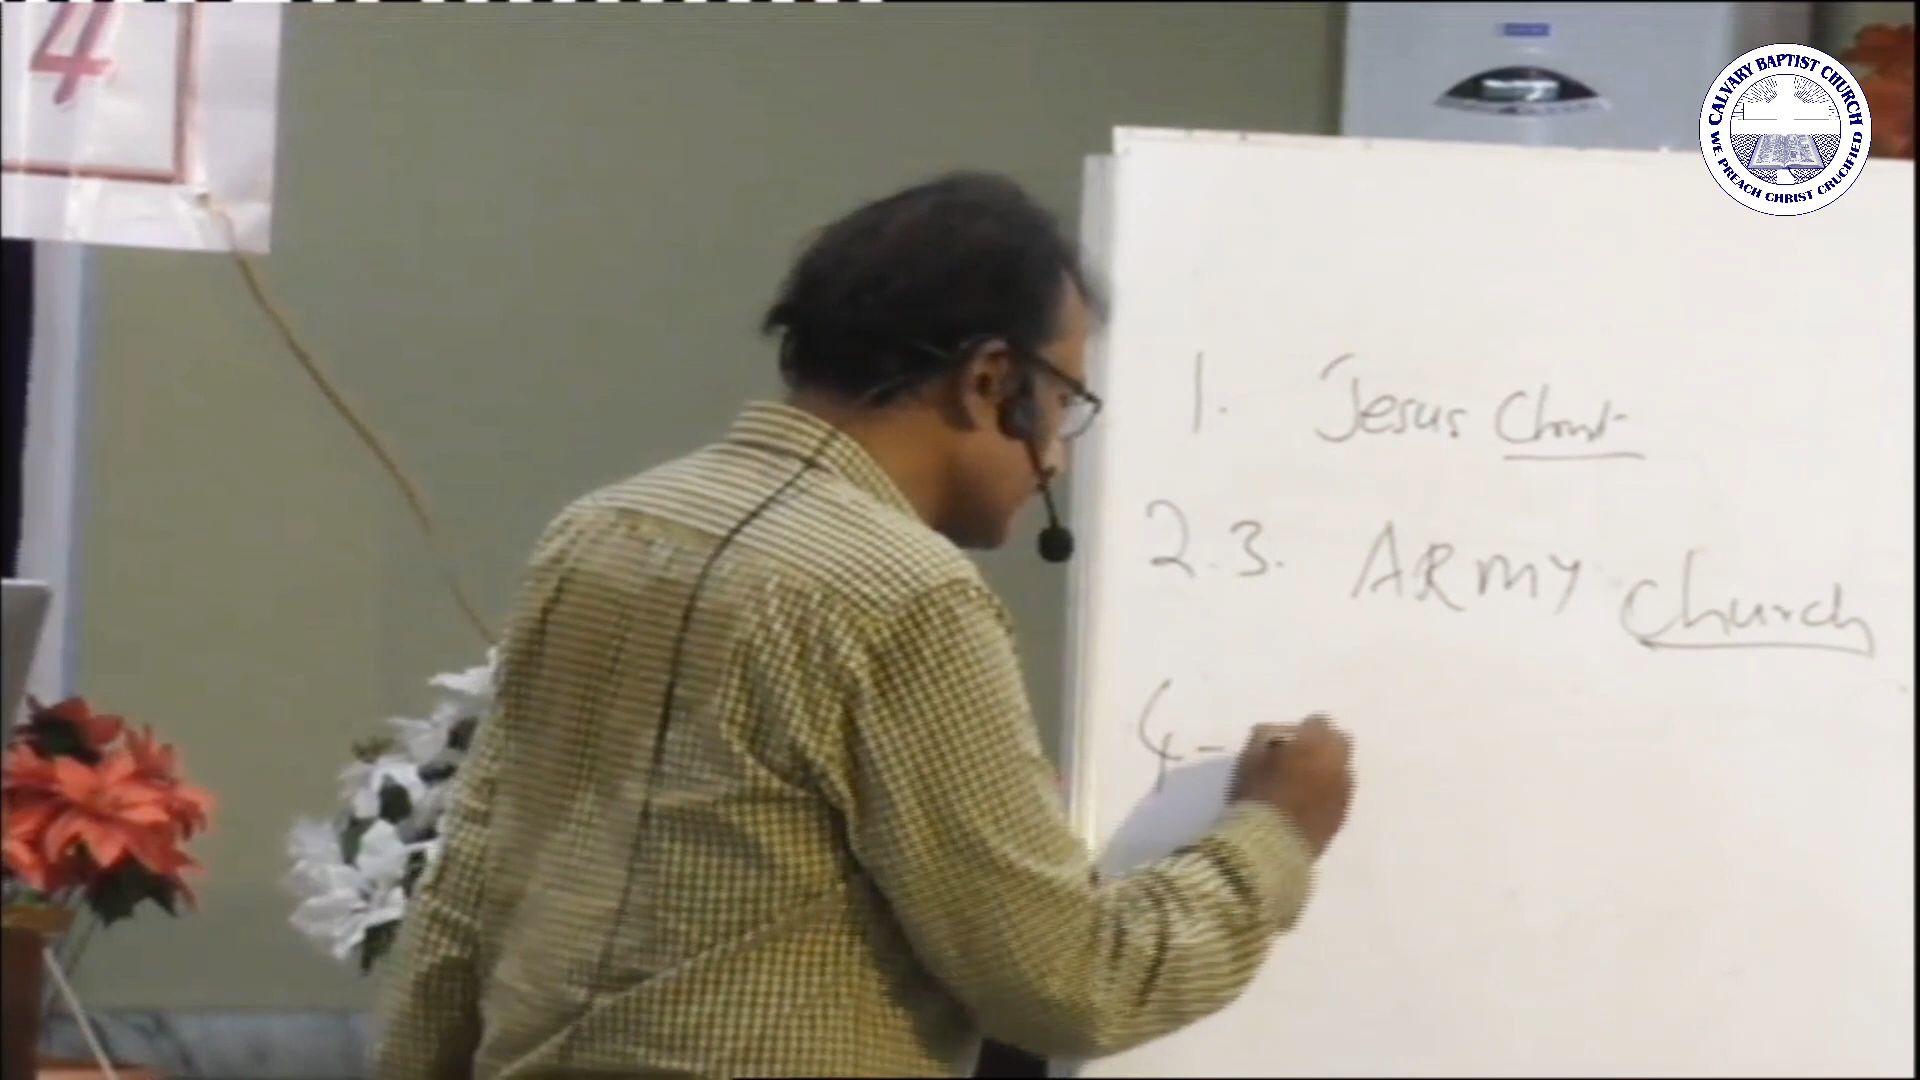 4
CALVARY BAPTIST CHURCH
WE PREACH CHRIST CRUCIFIED
1. Jesus Christ
2.3. ARMY Church
4-